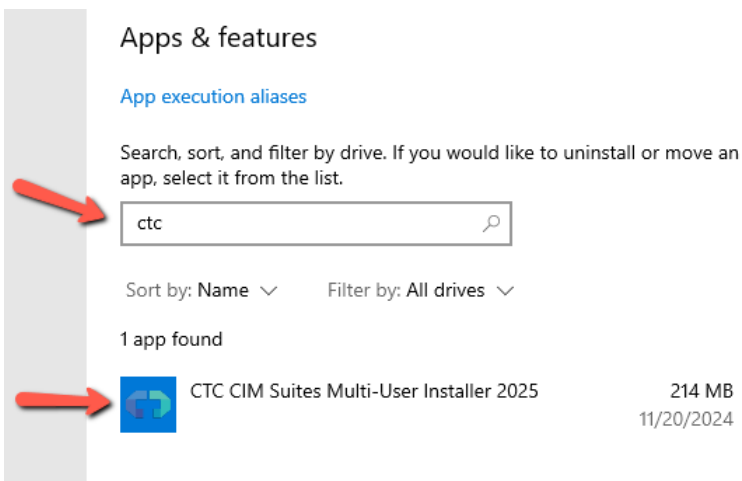 Apps & features
App execution aliases
Search, sort, and filter by drive. If you would like to uninstall or move an
app, select it from the list.
ctc
Sort by: Name Filter by: All drives
1 app found
CTC CIM Suites Multi-User Installer 2025 214 MB
11/20/2024